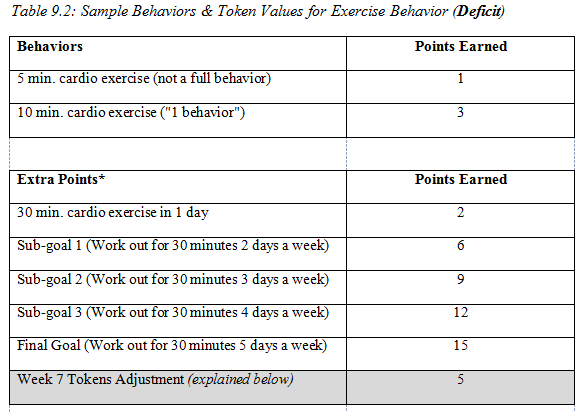 Table 9.2: Sample Behaviors & Token Values for Exercise Behavior (Deficit)
Behaviors Points Earned
5 min. cardio exercise (not a full behavior) 1
10 min. cardio exercise ("1 behavior") 3
Extra Points* Points Earned
30 min. cardio exercise in 1 day 2
Sub-goal 1 (Work out for 30 minutes 2 days a week) 6
Sub-goal 2 (Work out for 30 minutes 3 days a week) 9
Sub-goal 3 (Work out for 30 minutes 4 days a week) 12
Final Goal (Work out for 30 minutes 5 days a week) 15
Week 7 Tokens Adjustment (explained below) 5